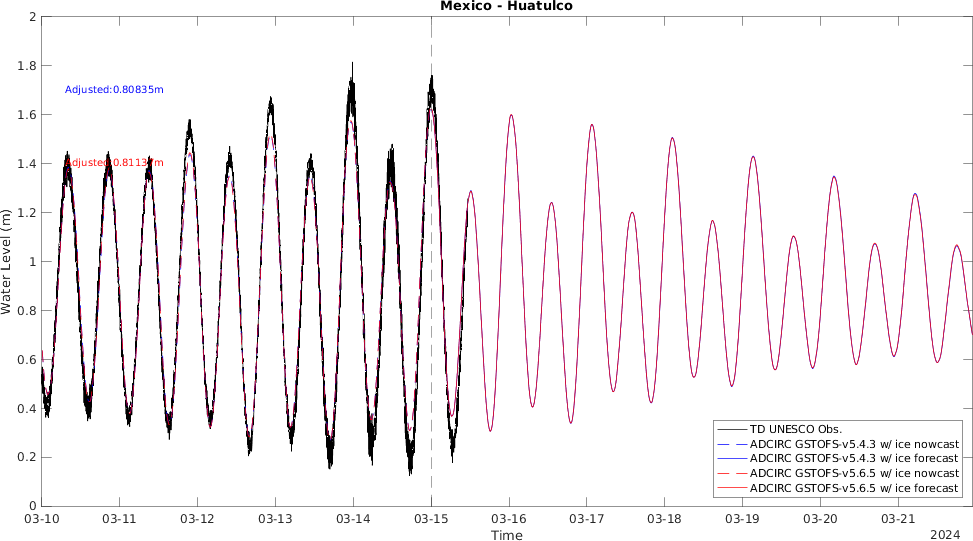 Mexico - Huatulco
2
1.8
1.6
1.4
1.2
1
0.8
0.6
0.4
0.2
0
Water Level (m)
Adjusted:0.80835m
TD UNESCO Obs.
ADCIRC GSTOFS-v5.4.3 w/ ice nowcast
ADCIRC GSTOFS-v5.4.3 w/ ice forecast
ADCIRC GSTOFS-v5.6.5 w/ ice nowcast
ADCIRC GSTOFS-v5.6.5 w/ ice forecast
03-10 03-11 03-12 03-13 03-14 03-15 03-16 03-17 03-18 03-19 03-20 03-21
Time
2024